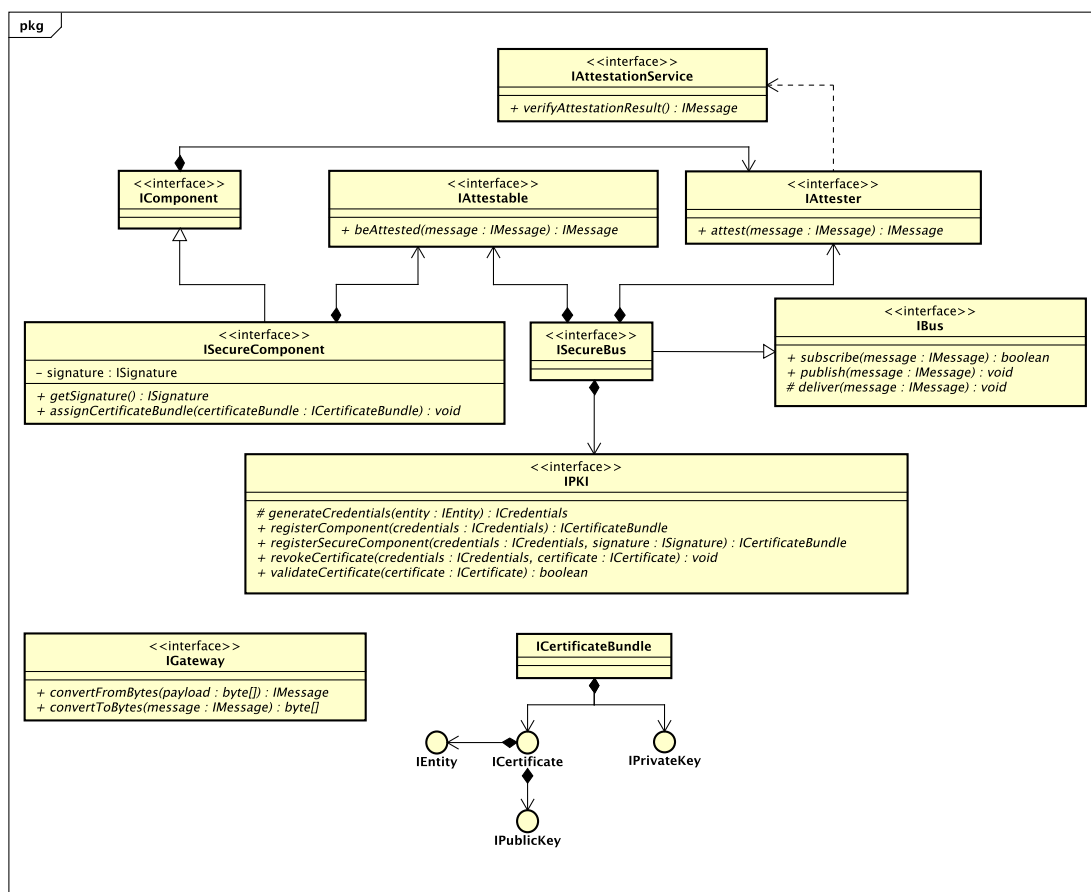 pkg
<<interface>>
IAttestationService
+ verifyAttestationResult() : IMessage
<<interface>>
IComponent
<<interface>>
IAttestable
+ beAttested(message : IMessage) : IMessage
<<interface>>
IAttester
+ attest(message : IMessage) : IMessage
<<interface>>
ISecureComponent
- signature : ISignature
+ getSignature() : ISignature
+ assignCertificateBundle(certificateBundle : ICertificateBundle) : void
<<interface>>
ISecureBus
<<interface>>
IBus
+ subscribe(message : IMessage) : boolean
+ publish(message : IMessage) : void
# deliver(message : IMessage) : void
<<interface>>
IPKI
# generateCredentials(entity : IEntity) : ICredentials
+ registerComponent(credentials : ICredentials) : ICertificateBundle
+ registerSecureComponent(credentials : ICredentials, signature : ISignature) : ICertificateBundle
+ revokeCertificate(credentials : ICredentials, certificate : ICertificate) : void
+ validateCertificate(certificate : ICertificate) : boolean
<<interface>>
IGateway
+ convertFromBytes(payload : byte[]) : IMessage
+ convertToBytes(message : IMessage) : byte[]
ICertificateBundle
IEntity
ICertificate
IPrivateKey
IPublicKey